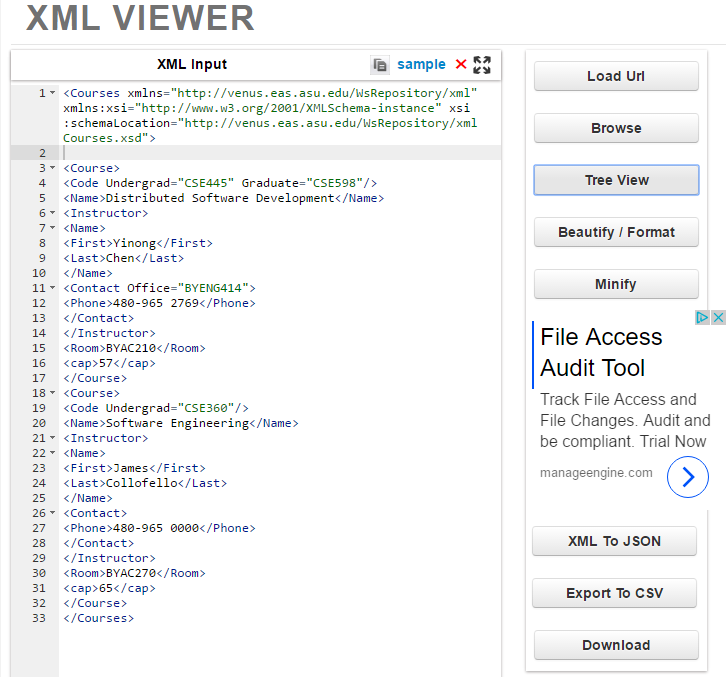 XML VIEWER
XML Input
sample
1 <Courses xmlns="http://venus.eas.asu.edu/WsRepository/xml"
xmlns:xsi="http://www.w3.org/2001/XMLSchema-instance" xsi
:schemaLocation="http://venus.eas.asu.edu/WsRepository/xml
Courses.xsd">
2
3 <Course>
4 <Code Undergrad="CSE445" Graduate="CSE598"/>
5 <Name>Distributed Software Development</Name>
6 <Instructor>
7 <Name>
8 <First>Yinong</First>
9 <Last>Chen</Last>
10 </Name>
11 <Contact Office="BYENG414">
12 <Phone>480-965 2769</Phone>
13 </Contact>
14 </Instructor>
15 <Room>BYAC210</Room>
16 <cap>57</cap>
17 </Course>
18 <Course>
19 <Code Undergrad="CSE360"/>
20 <Name>Software Engineering</Name>
21 <Instructor>
22 <Name>
23 <First>James</First>
24 <Last>Collofello</Last>
25 </Name>
26 <Contact>
27 <Phone>480-965 0000</Phone>
28 </Contact>
29 </Instructor>
30 <Room>BYAC270</Room>
31 <cap>65</cap>
32 </Course>
33 </Courses>
Load Url
Browse
Tree View
Beautify / Format
Minify
File Access
Audit Tool
Track File Access and
File Changes. Audit and
be compliant. Trial Now
manageengine.com
XML To JSON
Export To CSV
Download